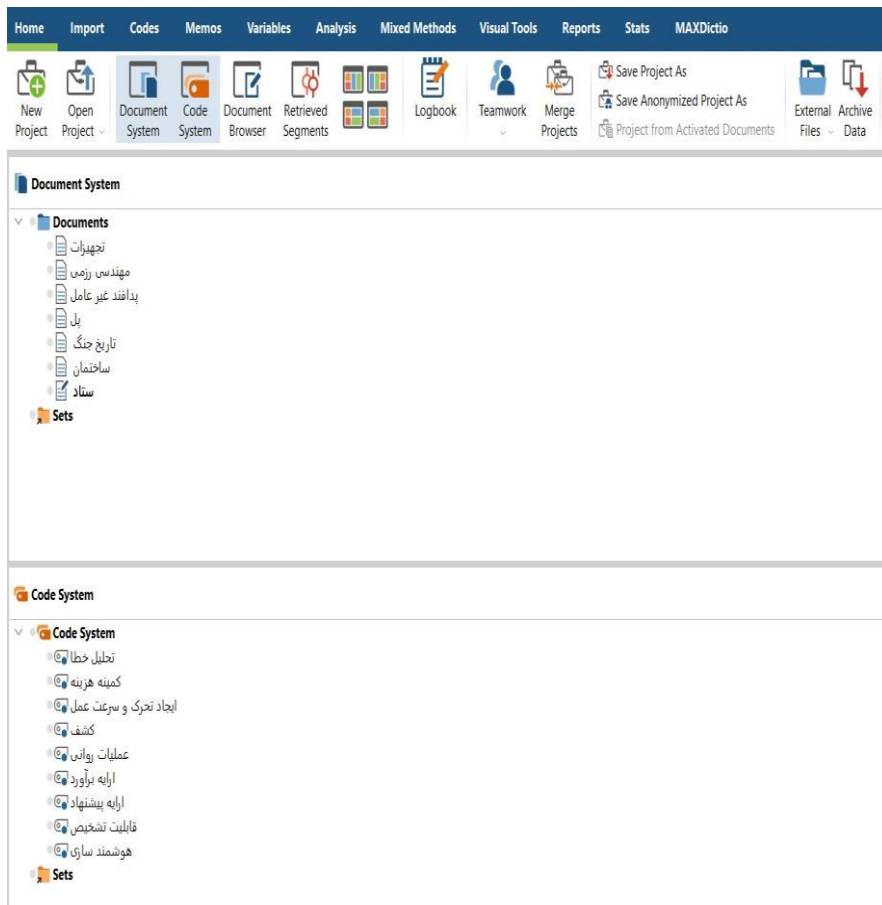 Home Import Codes Memos Variables Analysis Mixed Methods Visual Tools Reports Stats MAXDictio
New Project
Open Project
Document System
Code System
Document Browser
Retrieved Segments
Logbook
Teamwork
Merge Projects
Save Project As
Save Anonymized Project As
Project from Activated Documents
External Files
Archive Data
Document System
Documents
تجهیزات
مهندسی رزمی
پدافند غیر عامل
پل
تاریخ جنگ
ساختمان
ستاد
Sets
Code System
Code System
تحلیل خطا
کمینه هزینه
ایجاد تحرک و سرعت عمل
کشف
عملیات روانی
ارایه برآورد
ارایه پیشنهاد
قابلیت تشخیص
هوشمند سازی
Sets